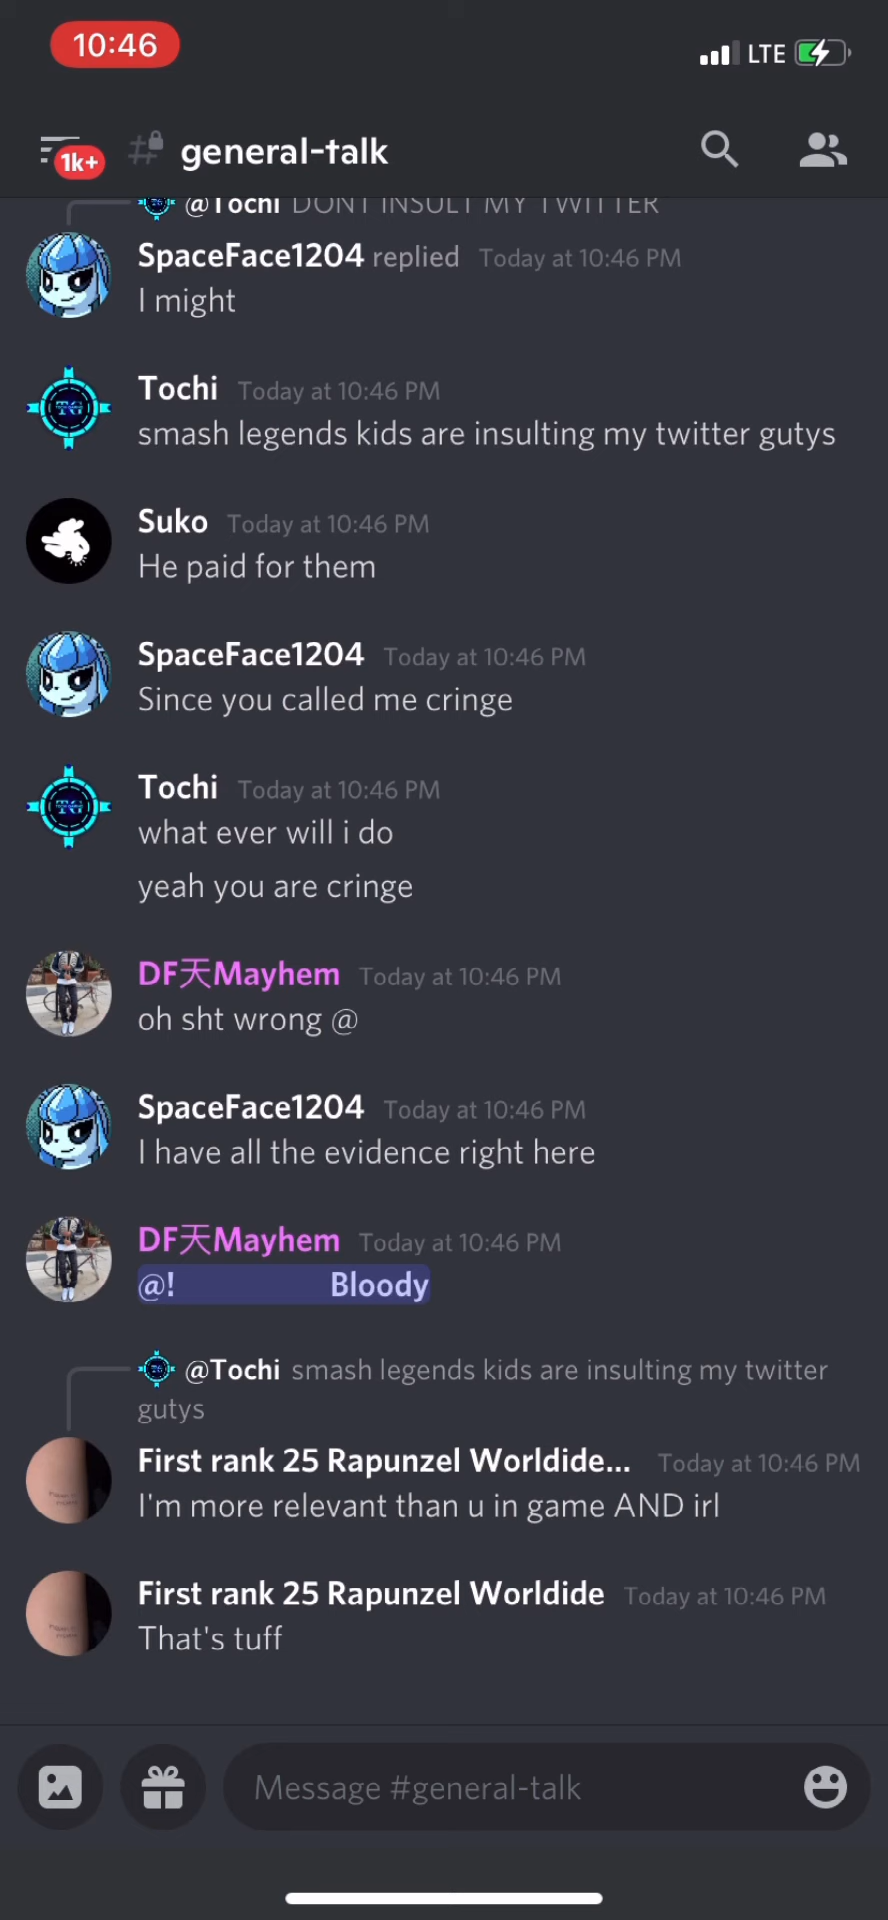 10:46
LTE
1k+
general-talk
@Tochi DONT INSULT MY TWITTER
SpaceFace1204 replied Today at 10:46 PM
I might
Tochi Today at 10:46 PM
smash legends kids are insulting my twitter gutys
Suko Today at 10:46 PM
He paid for them
SpaceFace1204 Today at 10:46 PM
Since you called me cringe
Tochi Today at 10:46 PM
what ever will i do
yeah you are cringe
DF天Mayhem Today at 10:46 PM
oh sht wrong @
SpaceFace1204 Today at 10:46 PM
I have all the evidence right here
DF天Mayhem Today at 10:46 PM
@! Bloody
@Tochi smash legends kids are insulting my twitter
gutys
First rank 25 Rapunzel Worldide... Today at 10:46 PM
I'm more relevant than u in game AND irl
First rank 25 Rapunzel Worldide Today at 10:46 PM
That's tuff
Message #general-talk